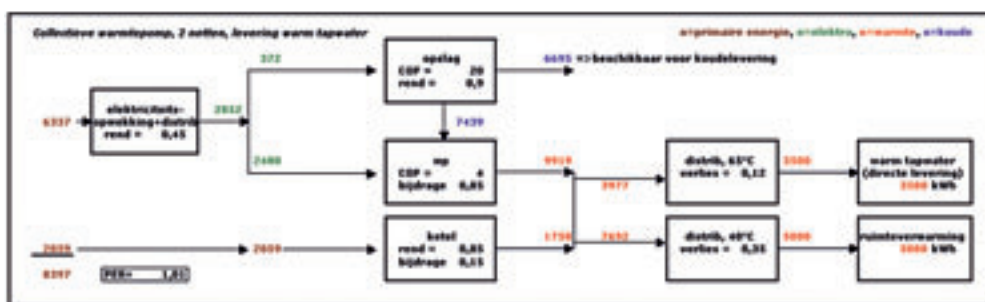 Collectieve warmtepomp, 2 netten, levering warm tapwater
n=primaire energie, n=elektra, n=warmte, n=koude
372
opslag
COP = 20
rend = 0,9
6695 => beschikbaar voor koudelevering
6337
elektriciteits-
opwekking+distrib
rend = 0,45
2852
7439
2480
wp
COP = 4
bijdrage 0,85
9919
3977
distrib, 65°C
verlies = 0,12
3500
warm tapwater
(directe levering)
3500 kWh
2059
2059
ketel
rend = 0,85
bijdrage 0,15
1750
7692
distrib, 40°C
verlies = 0,35
5000
ruimteverwarming
5000 kWh
8397
PER= 1,01